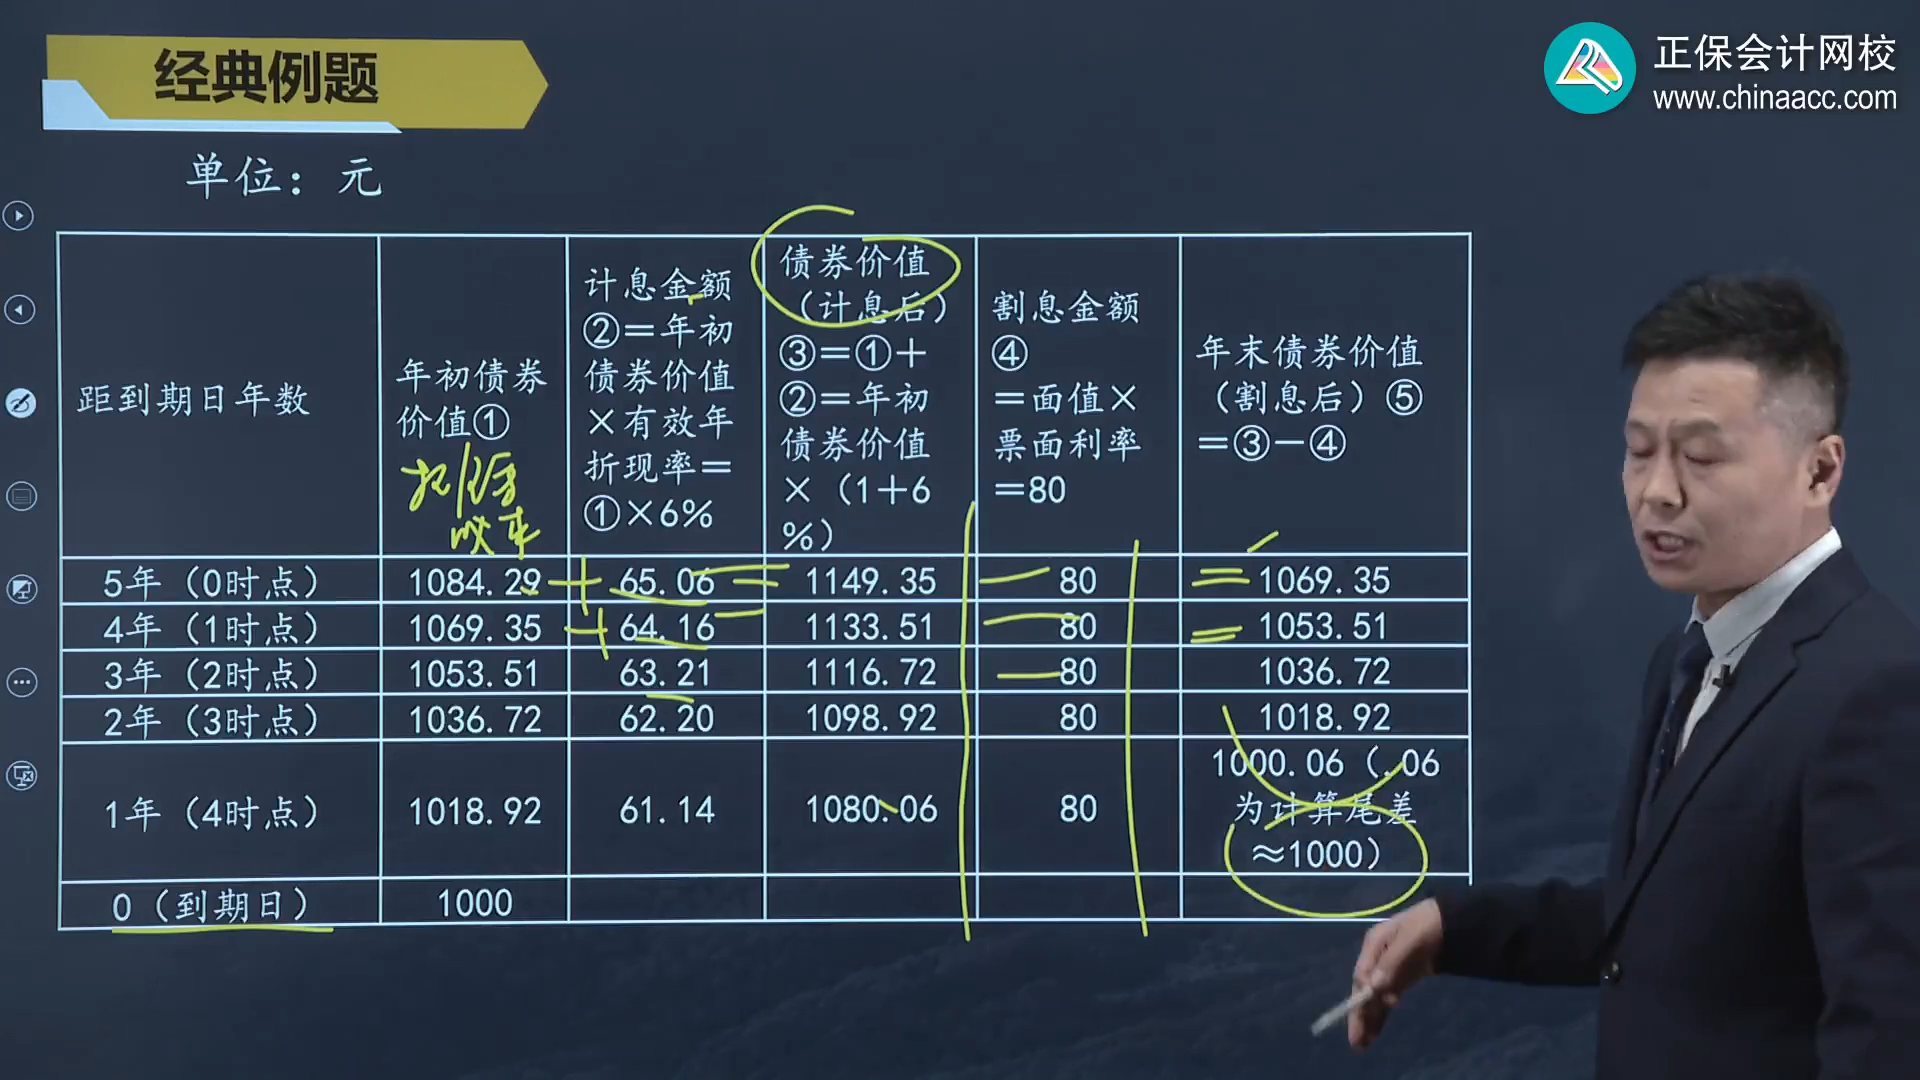 经典例题
正保会计网校
www.chinaacc.com
单位：元
距到期日年数
年初债券
价值①
计息金额
②＝年初
债券价值
×有效年
折现率＝
①×6%
债券价值
（计息后）
③＝①＋
②＝年初
债券价值
×（1＋6
%）
割息金额
④
＝面值×
票面利率
＝80
年末债券价值
（割息后）⑤
＝③－④
5年（0时点） 1084.29 65.06 1149.35 80 1069.35
4年（1时点） 1069.35 64.16 1133.51 80 1053.51
3年（2时点） 1053.51 63.21 1116.72 80 1036.72
2年（3时点） 1036.72 62.20 1098.92 80 1018.92
1年（4时点） 1018.92 61.14 1080.06 80
1000.06（.06
为计算尾差
≈1000）
0（到期日） 1000